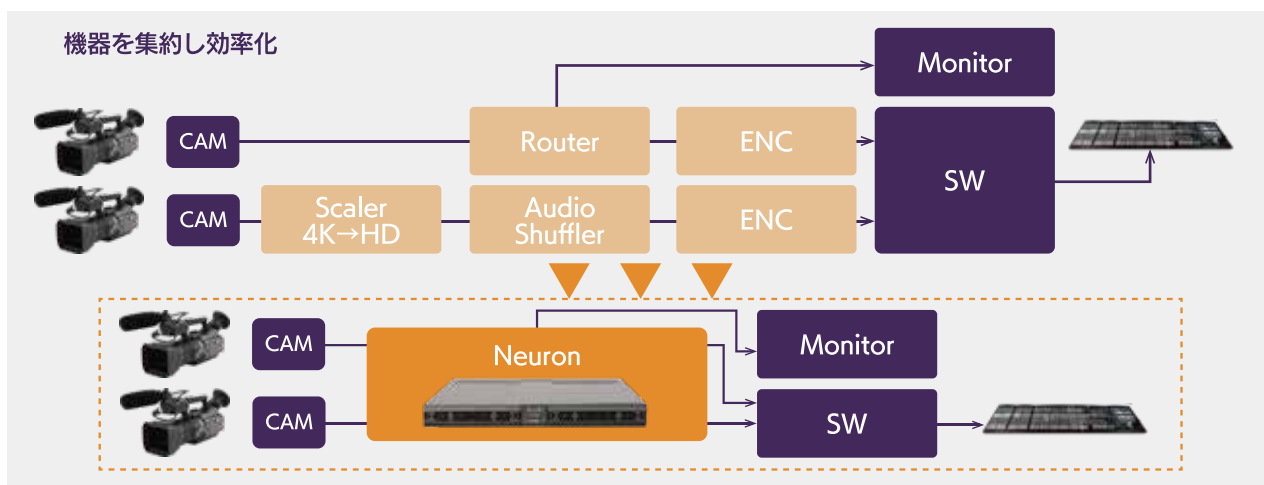 機器を集約し効率化
Monitor
CAM
Router
ENC
SW
CAM
Scaler
4K→HD
Audio
Shuffler
ENC
CAM
Neuron
Monitor
CAM
SW